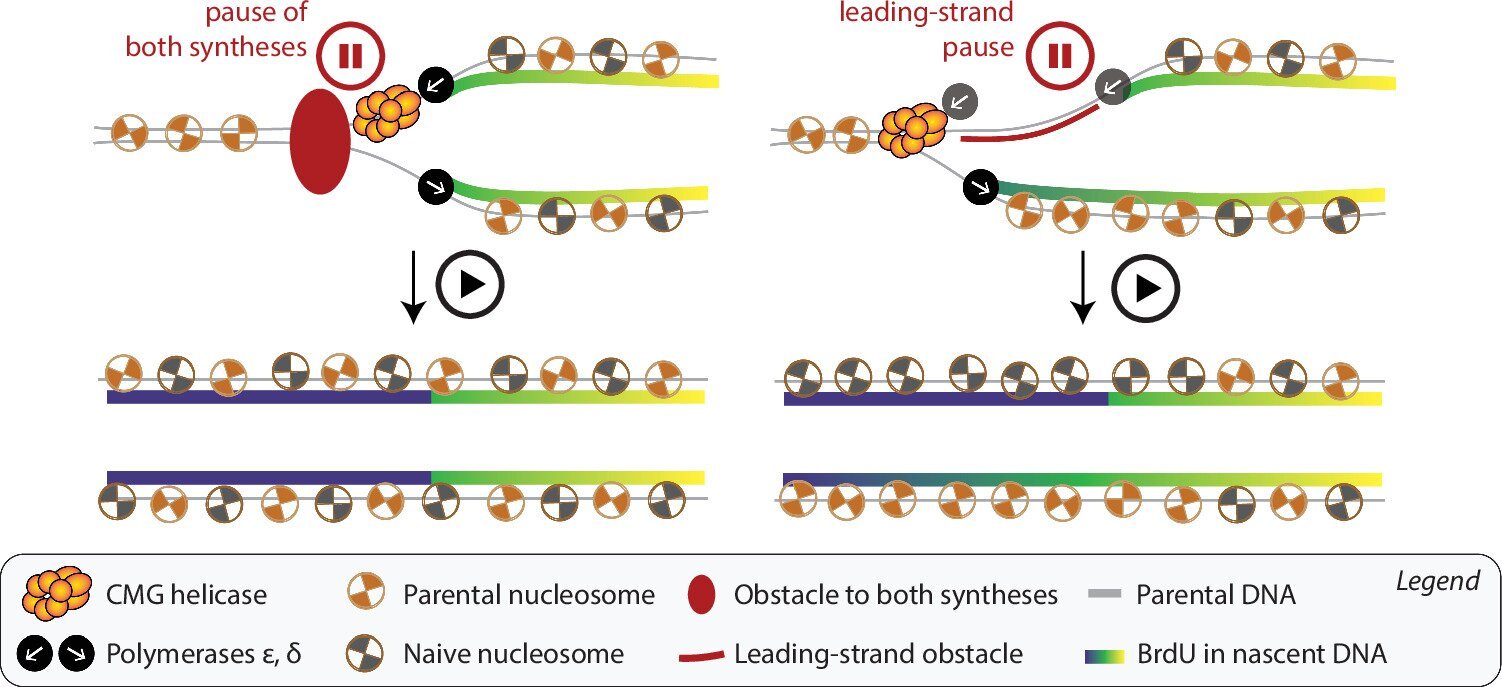 pause of
both syntheses
leading-strand
pause
CMG helicase
Parental nucleosome
Obstacle to both syntheses
Parental DNA
Legend
Polymerases ε, δ
Naive nucleosome
Leading-strand obstacle
BrdU in nascent DNA